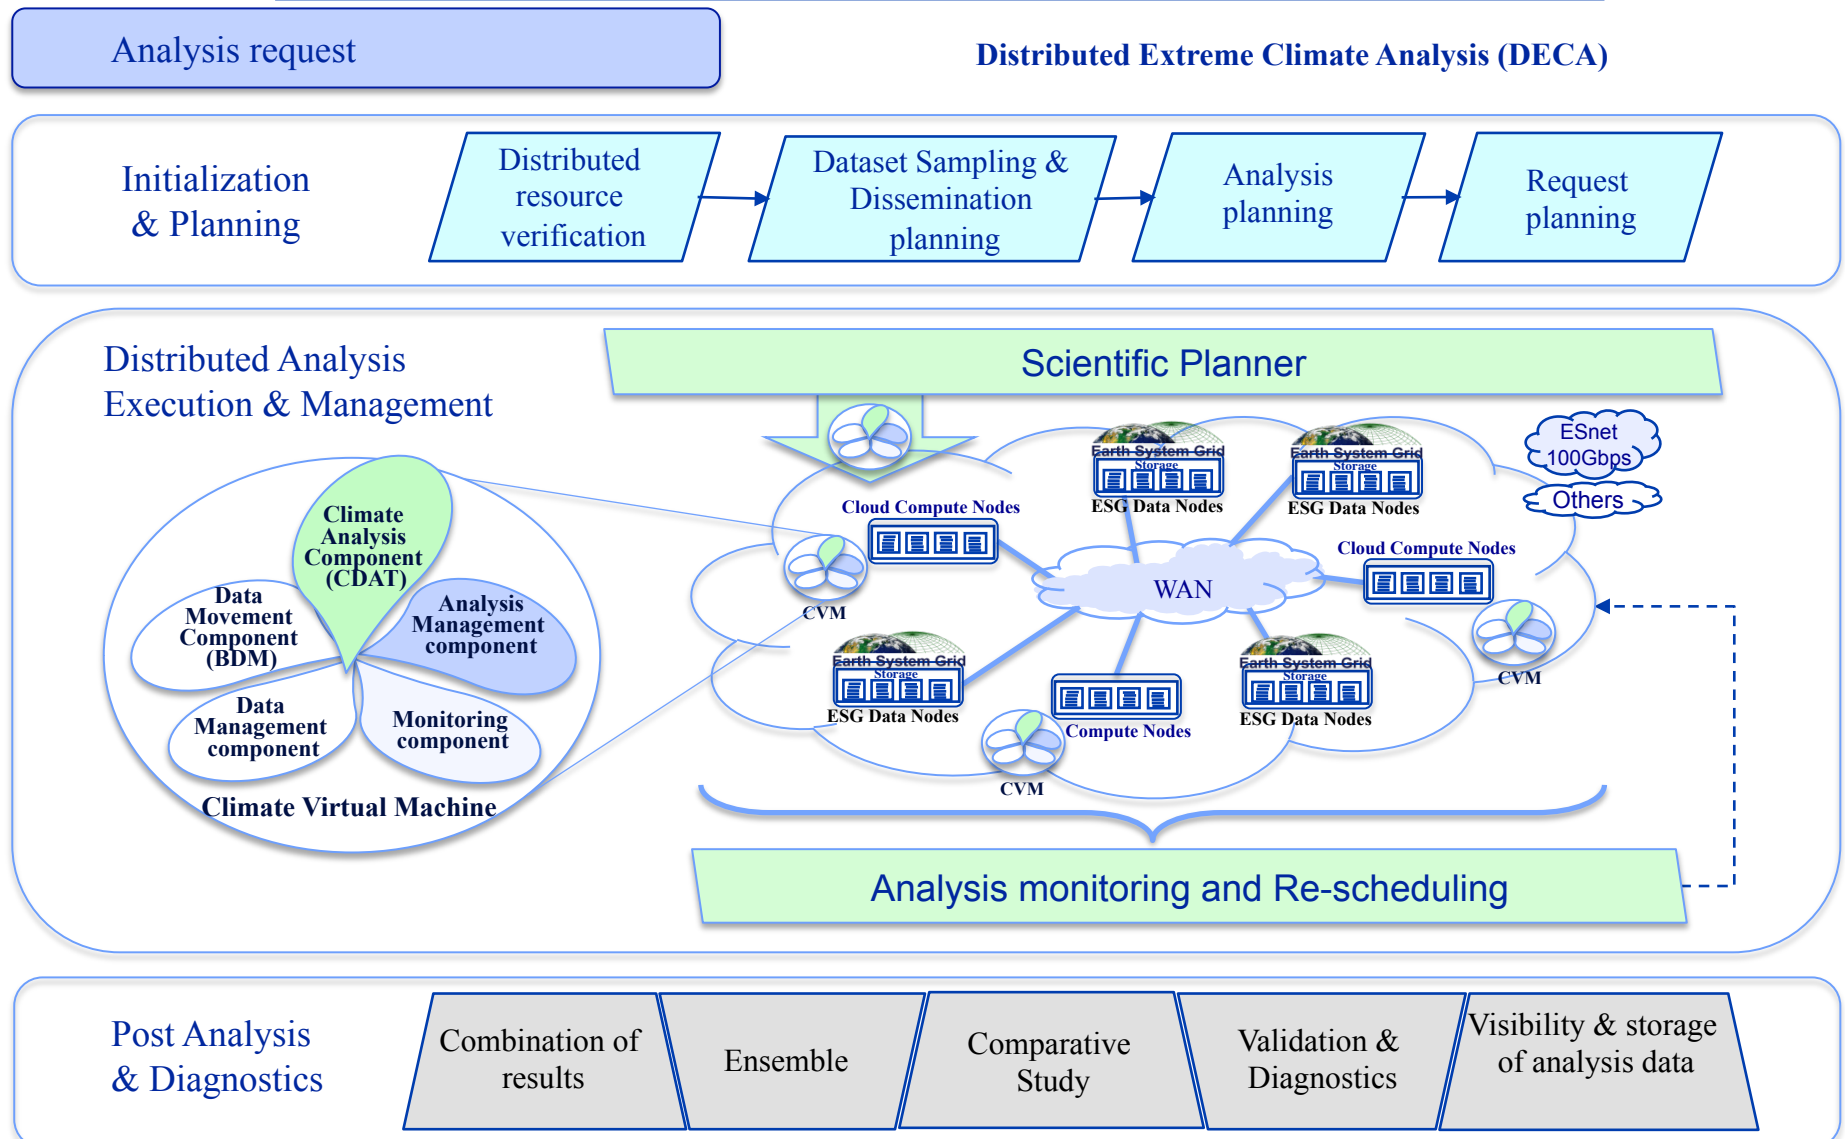 Analysis request
Distributed Extreme Climate Analysis (DECA)
Initialization
& Planning
Distributed
resource
verification
Dataset Sampling &
Dissemination
planning
Analysis
planning
Request
planning
Distributed Analysis
Execution & Management
Scientific Planner
Climate
Analysis
Component
(CDAT)
Data
Movement
Component
(BDM)
Analysis
Management
component
Data
Management
component
Monitoring
component
Climate Virtual Machine
Earth System Grid
Storage
ESG Data Nodes
Earth System Grid
Storage
ESG Data Nodes
ESnet
100Gbps
Others
Cloud Compute Nodes
Cloud Compute Nodes
WAN
CVM
Earth System Grid
Storage
ESG Data Nodes
Compute Nodes
Earth System Grid
Storage
ESG Data Nodes
CVM
CVM
Analysis monitoring and Re-scheduling
Post Analysis
& Diagnostics
Combination of
results
Ensemble
Comparative
Study
Validation &
Diagnostics
Visibility & storage
of analysis data